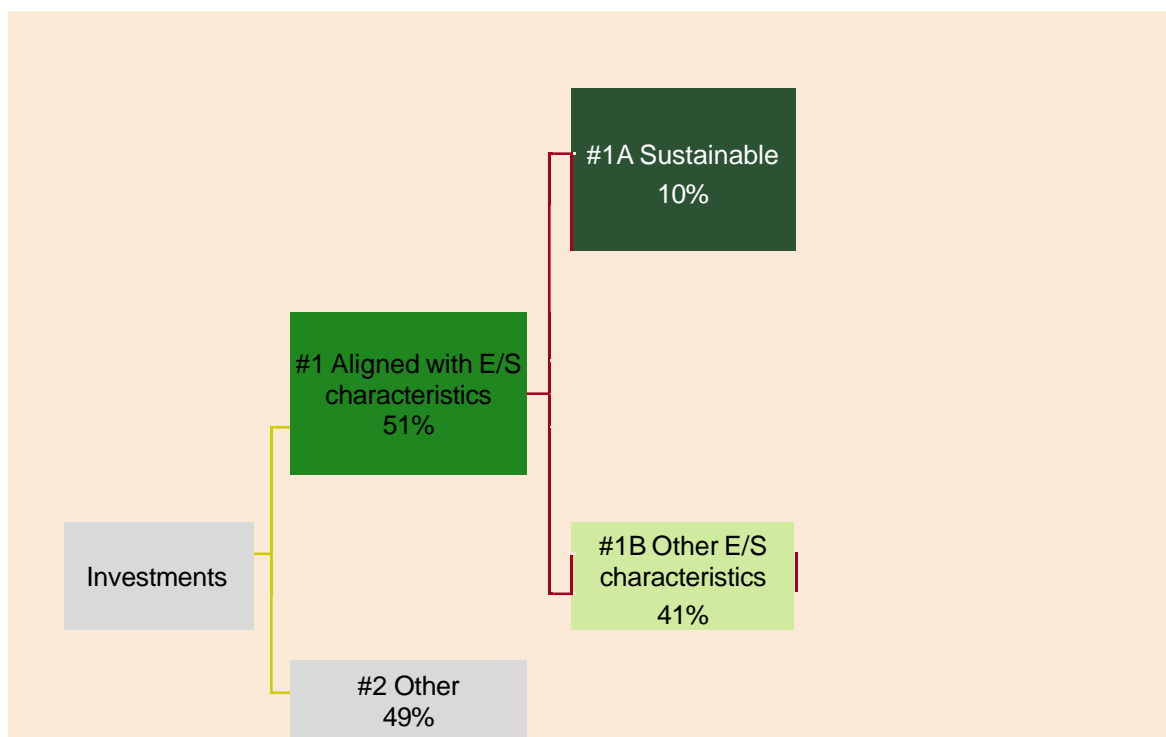 #1A Sustainable
10%
#1 Aligned with E/S
characteristics
51%
#1B Other E/S
characteristics
41%
Investments
#2 Other
49%